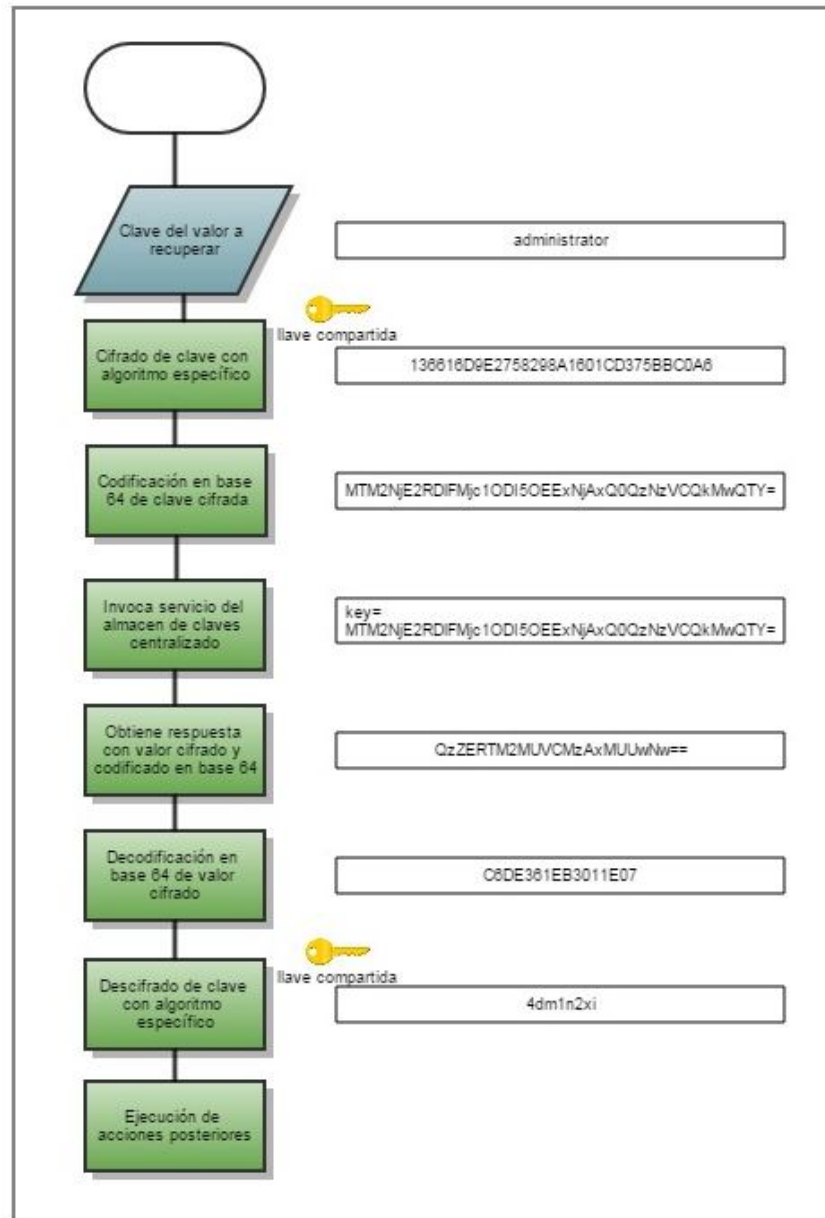 Clave del valor a
recuperar
administrator
llave compartida
Cifrado de clave con
algoritmo específico
136616D9E2758298A1601CD375BBC0A6
Codificación en base
64 de clave cifrada
MTM2NjE2RDlFMjc1ODI5OEExNjAxQ0QzNzVCQkMwQTY=
Invoca servicio del
almacen de claves
centralizado
key=
MTM2NjE2RDlFMjc1ODI5OEExNjAxQ0QzNzVCQkMwQTY=
Obtiene respuesta
con valor cifrado y
codificado en base 64
QzZERTM2MUVCMzAxMUUwNw==
Decodificación en
base 64 de valor
cifrado
C6DE361EB3011E07
llave compartida
Descifrado de clave
con algoritmo
específico
4dm1n2xi
Ejecución de
acciones posteriores